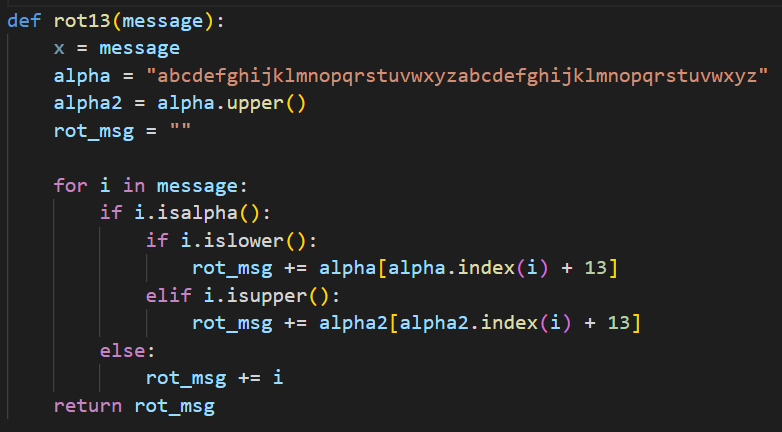 def rot13(message):
    x = message
    alpha = "abcdefghijklmnopqrstuvwxyzabcdefghijklmnopqrstuvwxyz"
    alpha2 = alpha.upper()
    rot_msg = ""

    for i in message:
        if i.isalpha():
            if i.islower():
                rot_msg += alpha[alpha.index(i) + 13]
            elif i.isupper():
                rot_msg += alpha2[alpha2.index(i) + 13]
        else:
            rot_msg += i
    return rot_msg